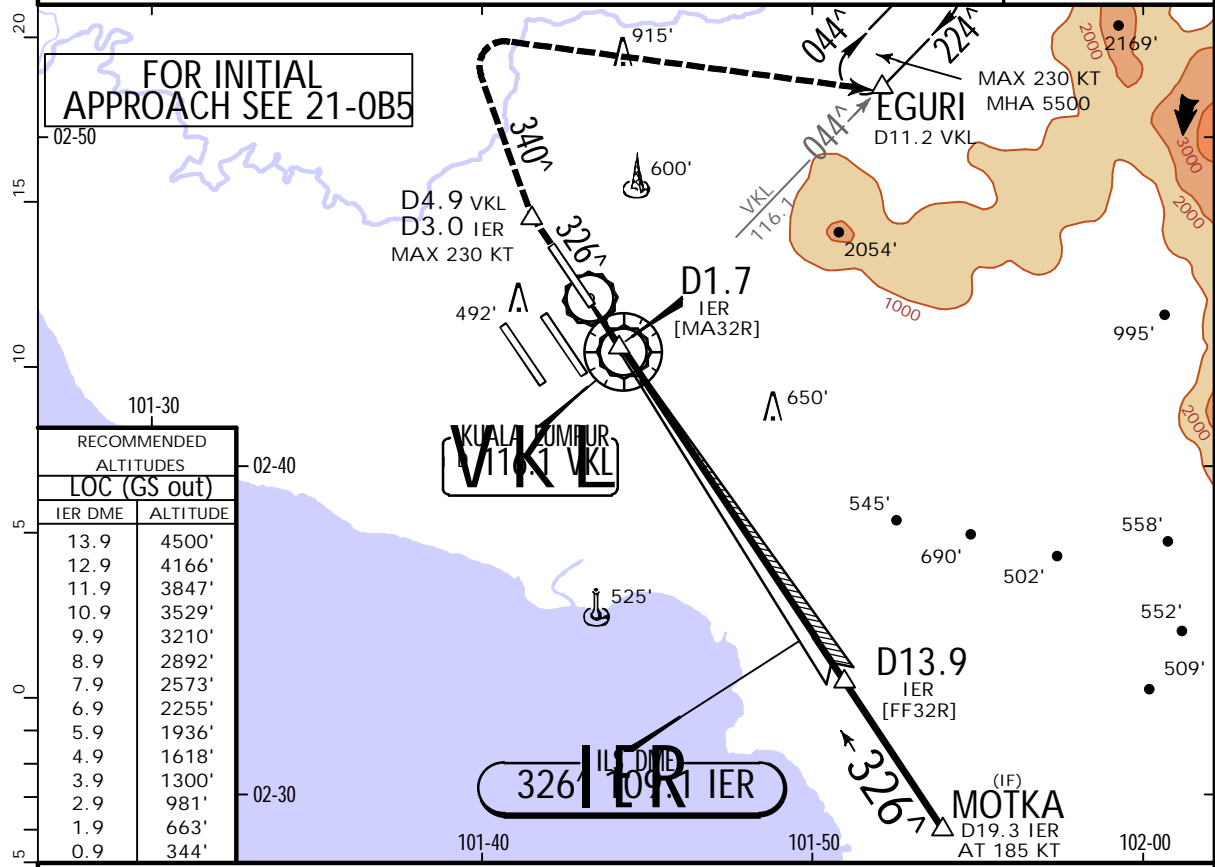 FOR INITIAL
APPROACH SEE 21-0B5
20
15
10
5
0
5
02-50
02-40
02-30
101-30
101-40
101-50
102-00
915'
044^
224^
2000
2169'
MAX 230 KT
MHA 5500
EGURI
D11.2 VKL
044^
VKL
116.1
3000
2000
340^
600'
D4.9 VKL
D3.0 IER
MAX 230 KT
326^
2054'
1000
492'
D1.7
IER
[MA32R]
995'
650'
2000
KUALA LUMPUR
D 116.1 VKL
VKL
RECOMMENDED
ALTITUDES
LOC (GS out)
IER DME ALTITUDE
13.9 4500'
12.9 4166'
11.9 3847'
10.9 3529'
9.9 3210'
8.9 2892'
7.9 2573'
6.9 2255'
5.9 1936'
4.9 1618'
3.9 1300'
2.9 981'
1.9 663'
0.9 344'
545'
690'
502'
558'
552'
509'
525'
D13.9
IER
[FF32R]
ILS DME
326^ 109.1 IER
IER
326^
(IF)
MOTKA
D19.3 IER
AT 185 KT